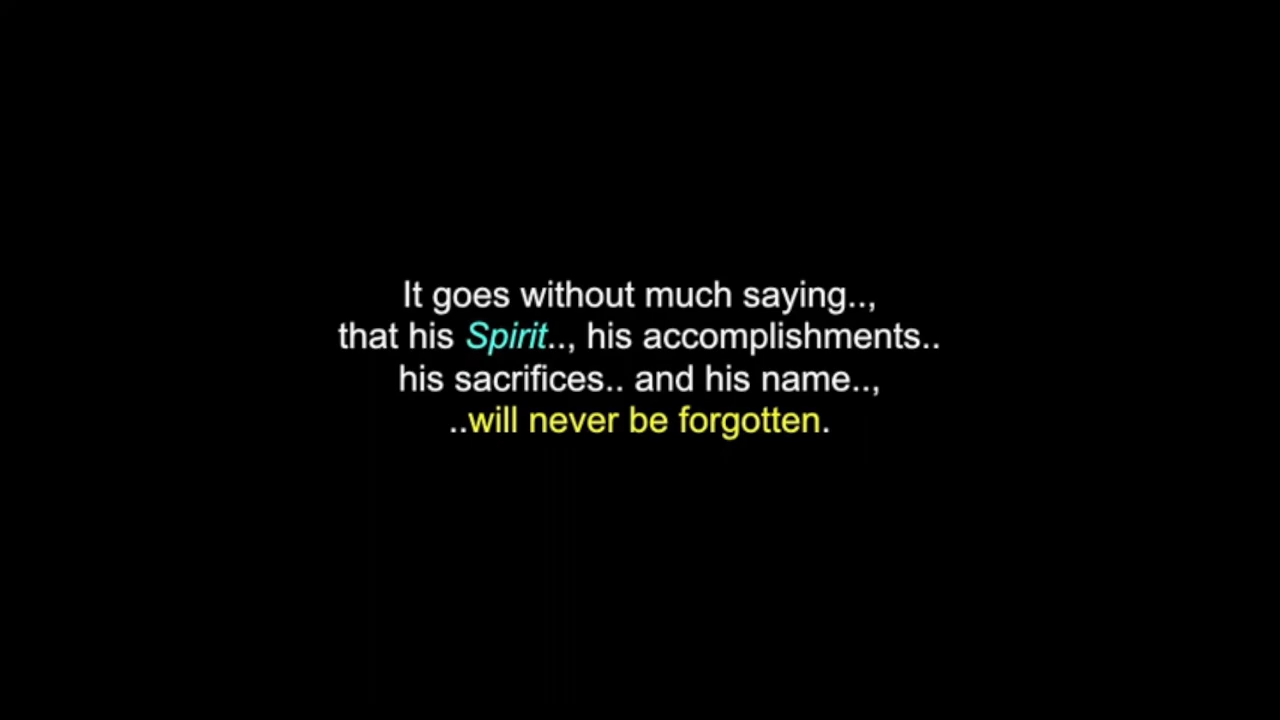 It goes without much saying..,
that his Spirit.., his accomplishments..
his sacrifices.. and his name..,
..will never be forgotten.